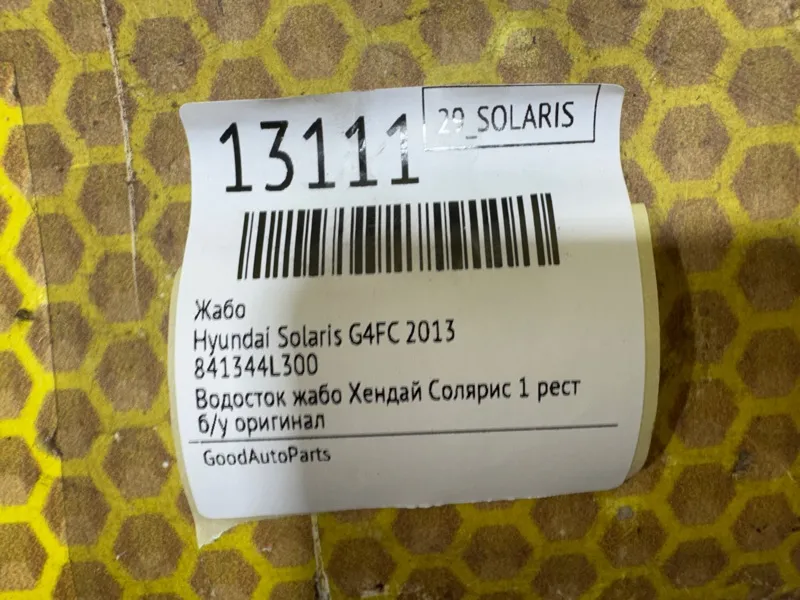 13111
29_SOLARIS
Жабо
Hyundai Solaris G4FC 2013
841344L300
Водосток жабо Хендай Солярис 1 рест
б/у оригинал
GoodAutoParts